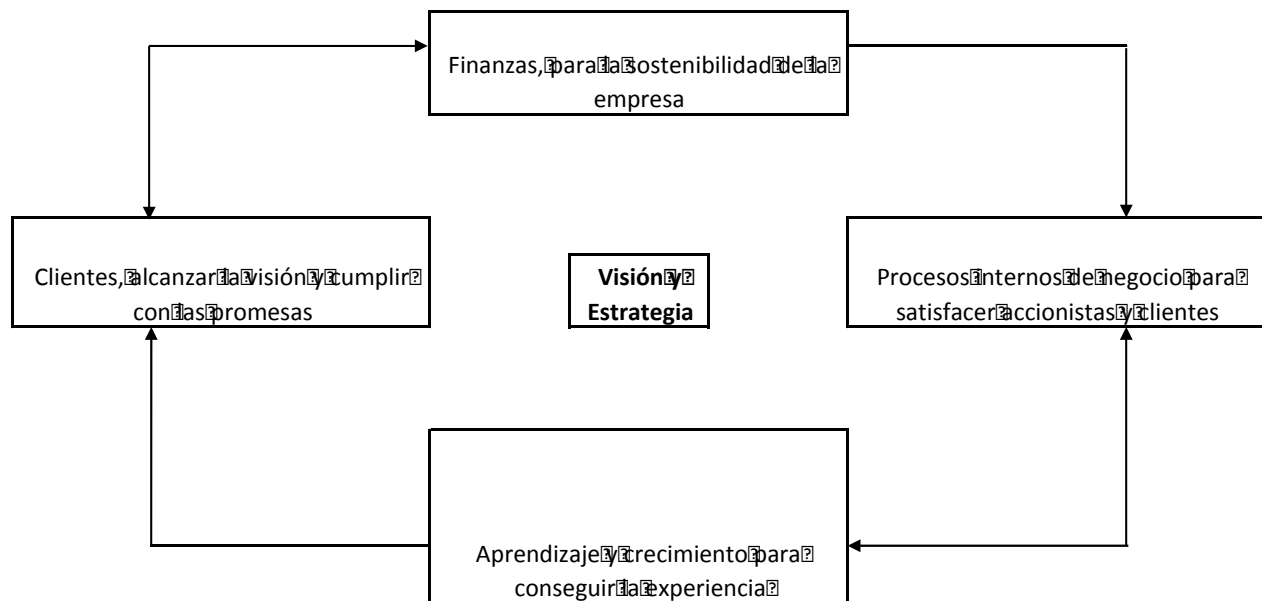 Finanzas, para la sostenibilidad de la
empresa
Clientes, alcanzar la visión y cumplir
con las promesas
Visión y
Estrategia
Procesos internos de negocio para
satisfacer accionistas y clientes
Aprendizaje y crecimiento para
conseguir la experiencia